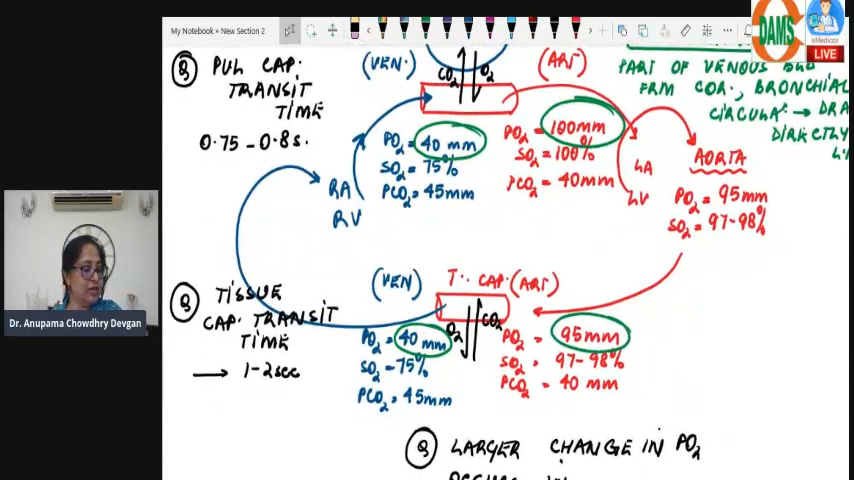 My Notebook » New Section 2
DAMS
eMedicoz
LIVE
Q PUL CAP.
TRANSIT
TIME
0.75 - 0.8 s.
(VEN.)
CO₂ O₂
(ART)
PO₂ = 40 mm
SO₂ = 75%
PCO₂ = 45mm
PO₂ = 100mm
SO₂ = 100%
PCO₂ = 40mm
RA
RV
LA
LV
PART OF VENOUS
FRM COR., BRONCHIAL
CIRCULA → DRA
DIRECTLY
AORTA
PO₂ = 95mm
SO₂ = 97-98%
Q TISSUE
CAP. TRANSIT
TIME
→ 1-2sec
(VEN)
T. CAP. (ART)
O₂ CO₂
PO₂ = 40 mm
SO₂ - 75%
PCO₂ = 45mm
PO₂ = 95mm
SO₂ = 97-98%
PCO₂ = 40 mm
Q LARGER CHANGE IN PO₂
Dr. Anupama Chowdhry Devgan